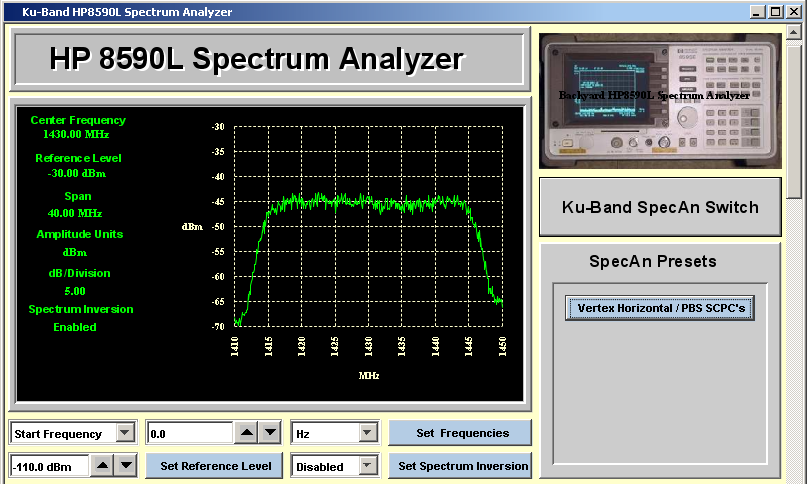 Ku-Band HP8590L Spectrum Analyzer
HP 8590L Spectrum Analyzer
Center Frequency
1430.00 MHz
Reference Level
-30.00 dBm
Span
40.00 MHz
Amplitude Units
dBm
dB/Division
5.00
Spectrum Inversion
Enabled
-30
-35
-40
-45
dBm
-50
-55
-60
-65
-70
1410
1415
1420
1425
1430
1435
1440
1445
1450
MHz
Backyard HP8590L Spectrum Analyzer
Ku-Band SpecAn Switch
SpecAn Presets
Vertex Horizontal / PBS SCPC's
Start Frequency
0.0
Hz
Set Frequencies
-110.0 dBm
Set Reference Level
Disabled
Set Spectrum Inversion